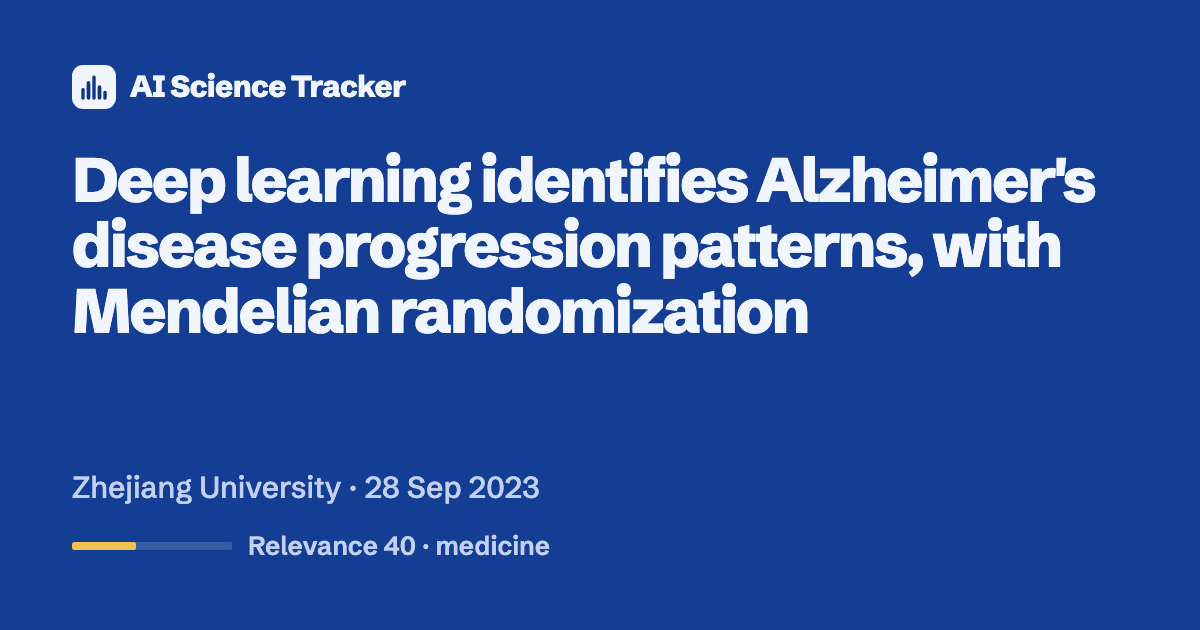 AI Science Tracker
Deep learning identifies Alzheimer's
disease progression patterns, with
Mendelian randomization
Zhejiang University · 28 Sep 2023
Relevance 40 · medicine